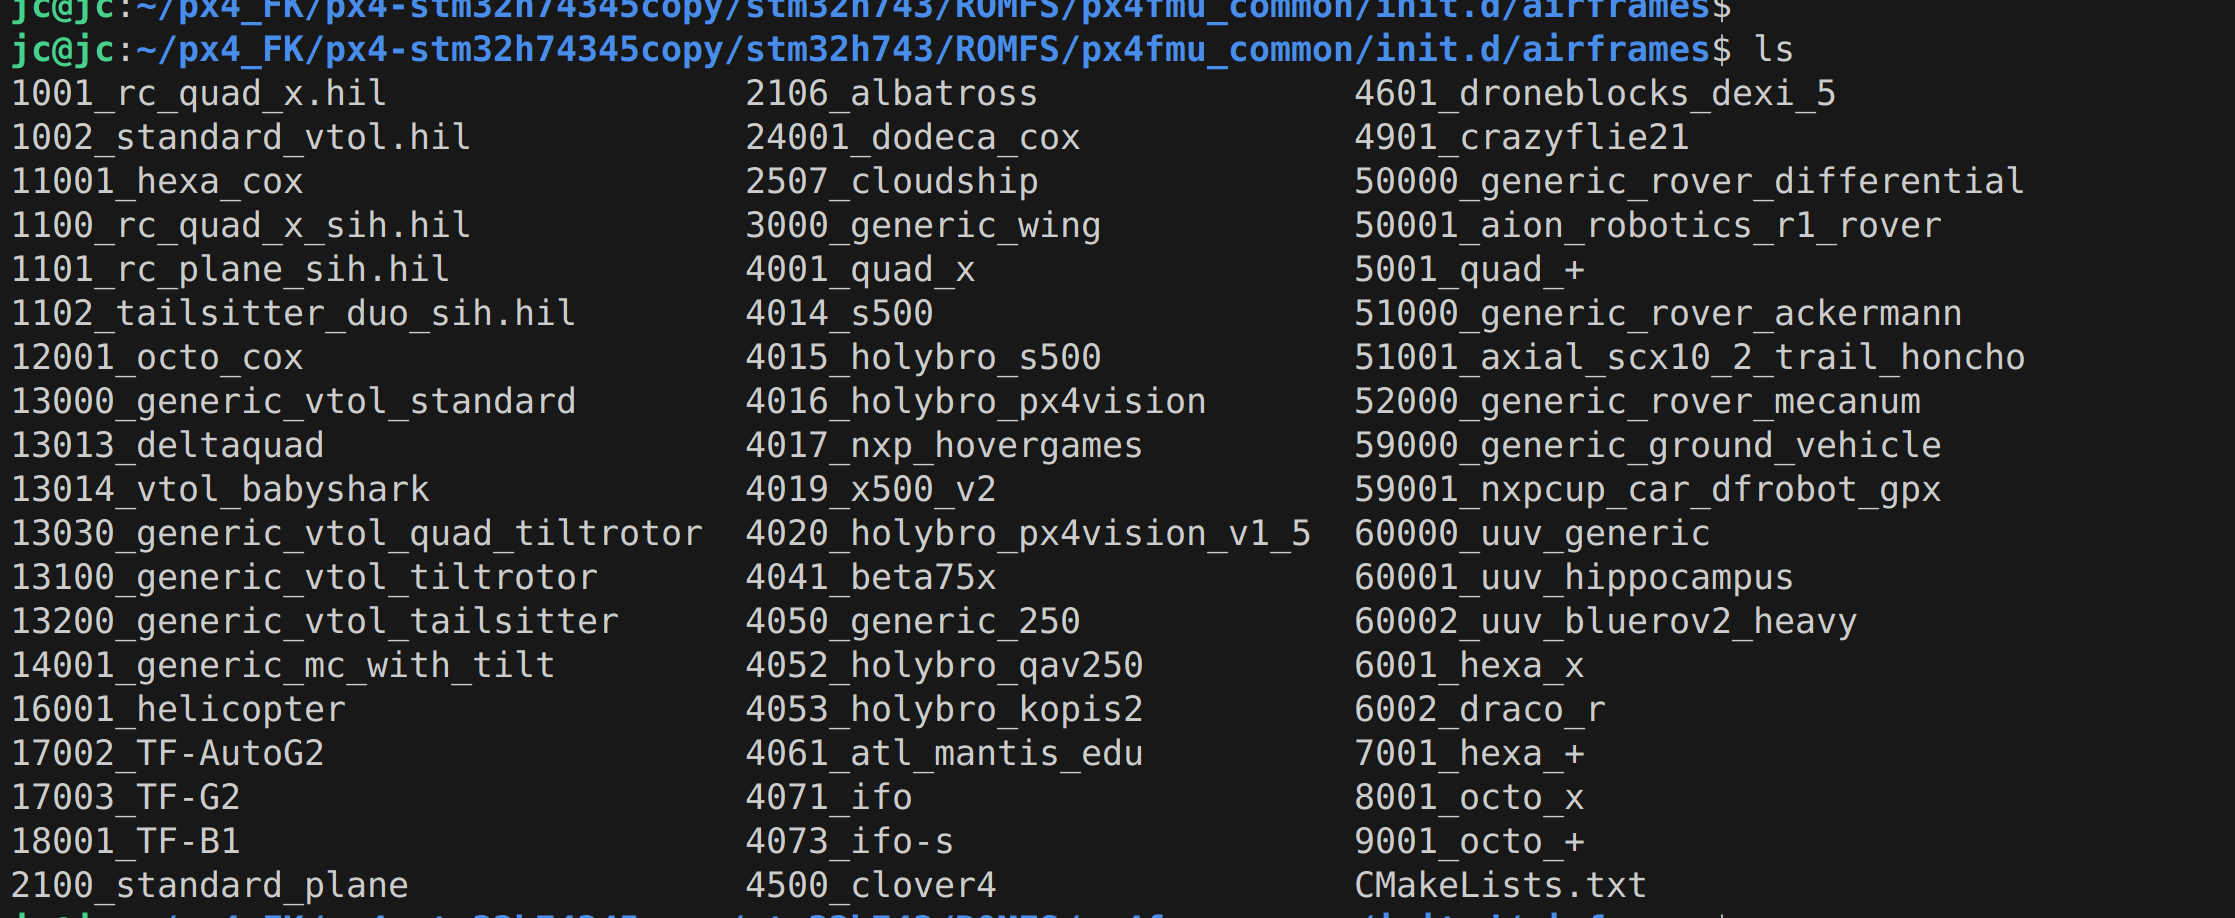 jc@jc:~/px4_FK/px4-stm32h74345copy/stm32h743/ROMFS/px4fmu_common/init.d/airframes$
jc@jc:~/px4_FK/px4-stm32h74345copy/stm32h743/ROMFS/px4fmu_common/init.d/airframes$ ls
1001_rc_quad_x.hil 2106_albatross 4601_droneblocks_dexi_5
1002_standard_vtol.hil 24001_dodeca_cox 4901_crazyflie21
11001_hexa_cox 2507_cloudship 50000_generic_rover_differential
1100_rc_quad_x_sih.hil 3000_generic_wing 50001_aion_robotics_r1_rover
1101_rc_plane_sih.hil 4001_quad_x 5001_quad_+
1102_tailsitter_duo_sih.hil 4014_s500 51000_generic_rover_ackermann
12001_octo_cox 4015_holybro_s500 51001_axial_scx10_2_trail_honcho
13000_generic_vtol_standard 4016_holybro_px4vision 52000_generic_rover_mecanum
13013_deltaquad 4017_nxp_hovergames 59000_generic_ground_vehicle
13014_vtol_babyshark 4019_x500_v2 59001_nxpcup_car_dfrobot_gpx
13030_generic_vtol_quad_tiltrotor 4020_holybro_px4vision_v1_5 60000_uuv_generic
13100_generic_vtol_tiltrotor 4041_beta75x 60001_uuv_hippocampus
13200_generic_vtol_tailsitter 4050_generic_250 60002_uuv_bluerov2_heavy
14001_generic_mc_with_tilt 4052_holybro_qav250 6001_hexa_x
16001_helicopter 4053_holybro_kopis2 6002_draco_r
17002_TF-AutoG2 4061_atl_mantis_edu 7001_hexa_+
17003_TF-G2 4071_ifo 8001_octo_x
18001_TF-B1 4073_ifo-s 9001_octo_+
2100_standard_plane 4500_clover4 CMakeLists.txt